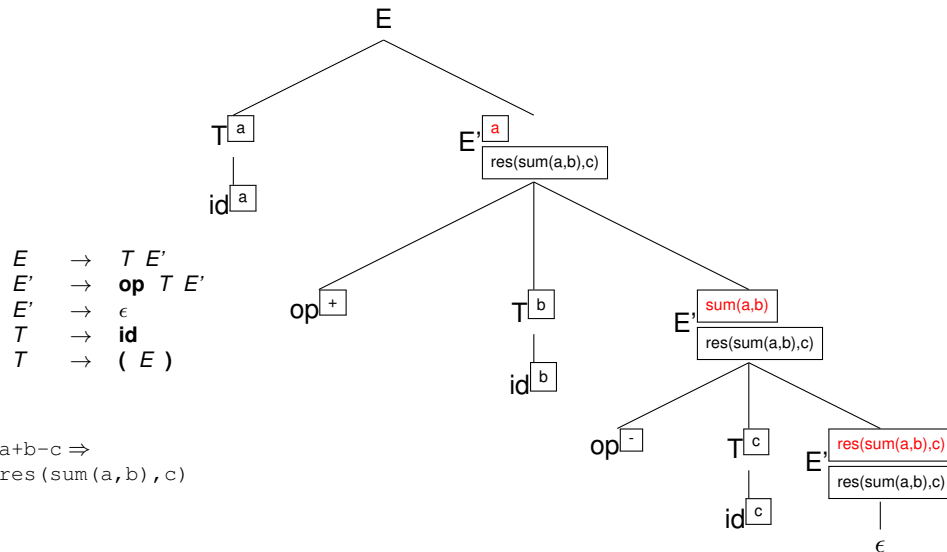 E
T a
E' a
res(sum(a,b),c)
id a
E → T E'
E' → op T E'
E' → ϵ
T → id
T → ( E )
op +
T b
E' sum(a,b)
res(sum(a,b),c)
id b
a+b−c ⇒
res(sum(a,b),c)
op -
T c
E' res(sum(a,b),c)
res(sum(a,b),c)
id c
ϵ